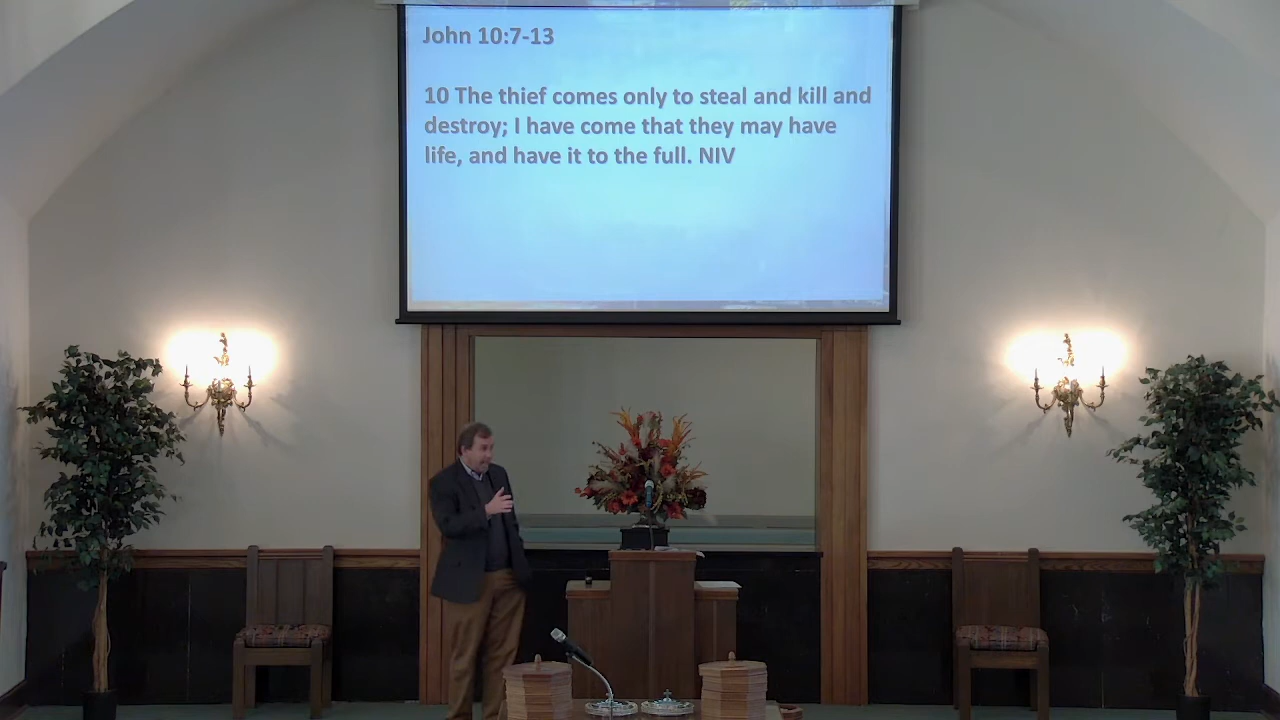 John 10:7-13
10 The thief comes only to steal and kill and
destroy; I have come that they may have
life, and have it to the full. NIV